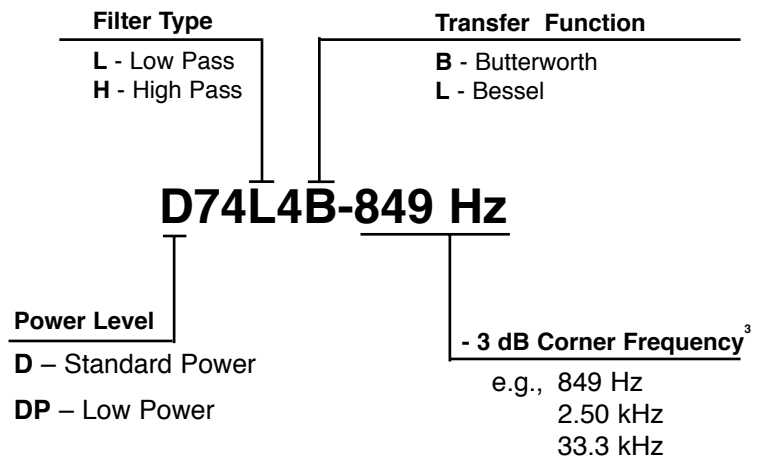 Filter Type
L - Low Pass
H - High Pass
Transfer Function
B - Butterworth
L - Bessel
D74L4B-849 Hz
Power Level
D – Standard Power
DP – Low Power
- 3 dB Corner Frequency³
e.g., 849 Hz
2.50 kHz
33.3 kHz